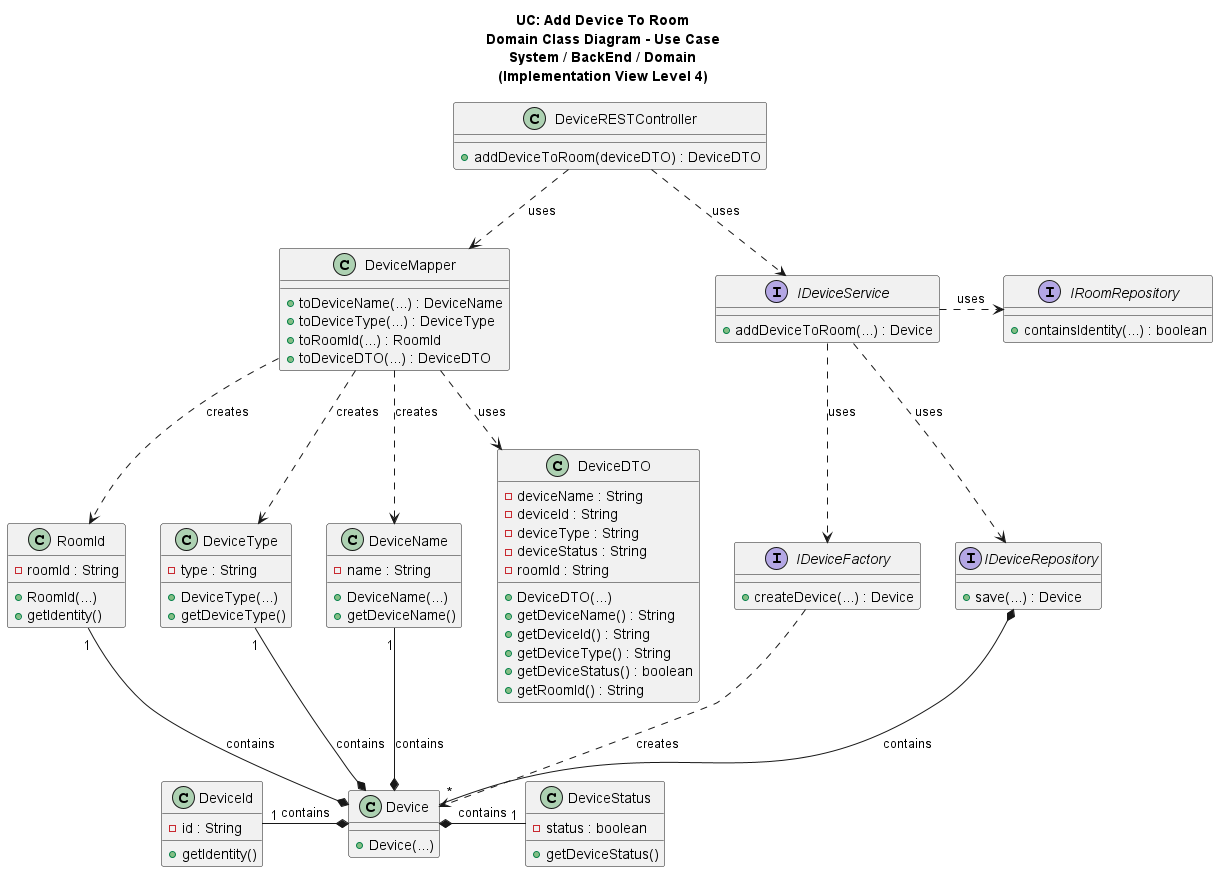 UC: Add Device To Room
Domain Class Diagram - Use Case
System / BackEnd / Domain
(Implementation View Level 4)
C DeviceRESTController
addDeviceToRoom(deviceDTO) : DeviceDTO
uses
uses
C DeviceMapper
toDeviceName(...) : DeviceName
toDeviceType(...) : DeviceType
toRoomId(...) : RoomId
toDeviceDTO(...) : DeviceDTO
I IDeviceService
addDeviceToRoom(...) : Device
uses
I IRoomRepository
containsIdentity(...) : boolean
creates
creates
creates
uses
uses
uses
C RoomId
roomId : String
RoomId(...)
getIdentity()
C DeviceType
type : String
DeviceType(...)
getDeviceType()
C DeviceName
name : String
DeviceName(...)
getDeviceName()
C DeviceDTO
deviceName : String
deviceId : String
deviceType : String
deviceStatus : String
roomId : String
DeviceDTO(...)
getDeviceName() : String
getDeviceId() : String
getDeviceType() : String
getDeviceStatus() : boolean
getRoomId() : String
I IDeviceFactory
createDevice(...) : Device
I IDeviceRepository
save(...) : Device
1
1
1
contains
contains
contains
creates
contains
*
C DeviceId
id : String
getIdentity()
1
contains
C Device
Device(...)
contains
1
C DeviceStatus
status : boolean
getDeviceStatus()